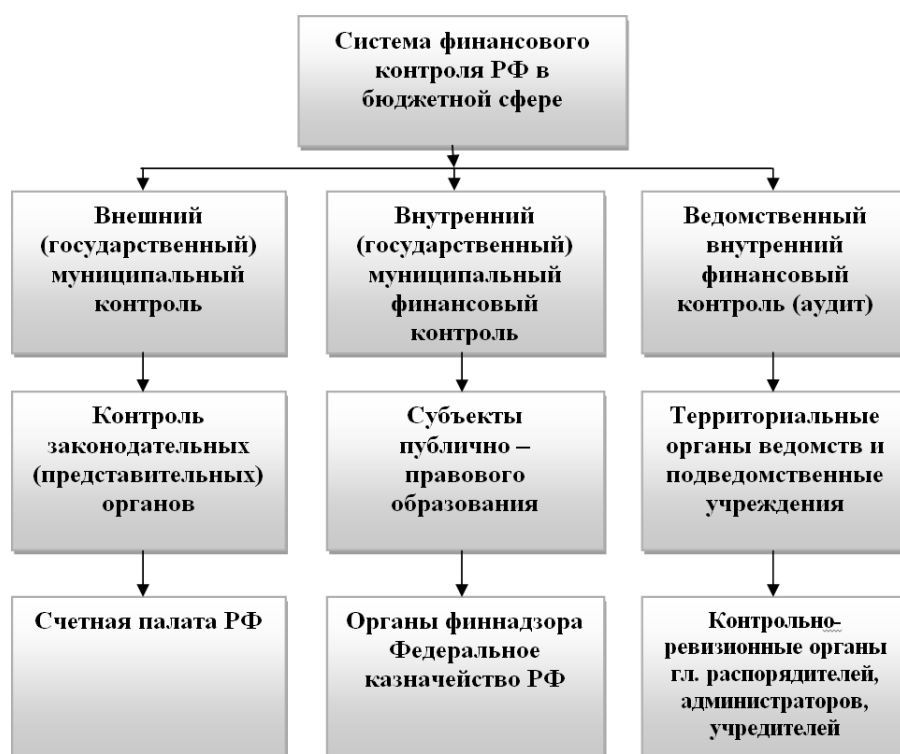 Система финансового
контроля РФ в
бюджетной сфере
Внешний
(государственный)
муниципальный
контроль
Внутренний
(государственный)
муниципальный
финансовый
контроль
Ведомственный
внутренний
финансовый
контроль (аудит)
Контроль
законодательных
(представительных)
органов
Субъекты
публично –
правового
образования
Территориальные
органы ведомств и
подведомственные
учреждения
Счетная палата РФ
Органы финнадзора
Федеральное
казначейство РФ
Контрольно-
ревизионные органы
гл. распорядителей,
администраторов,
учредителей